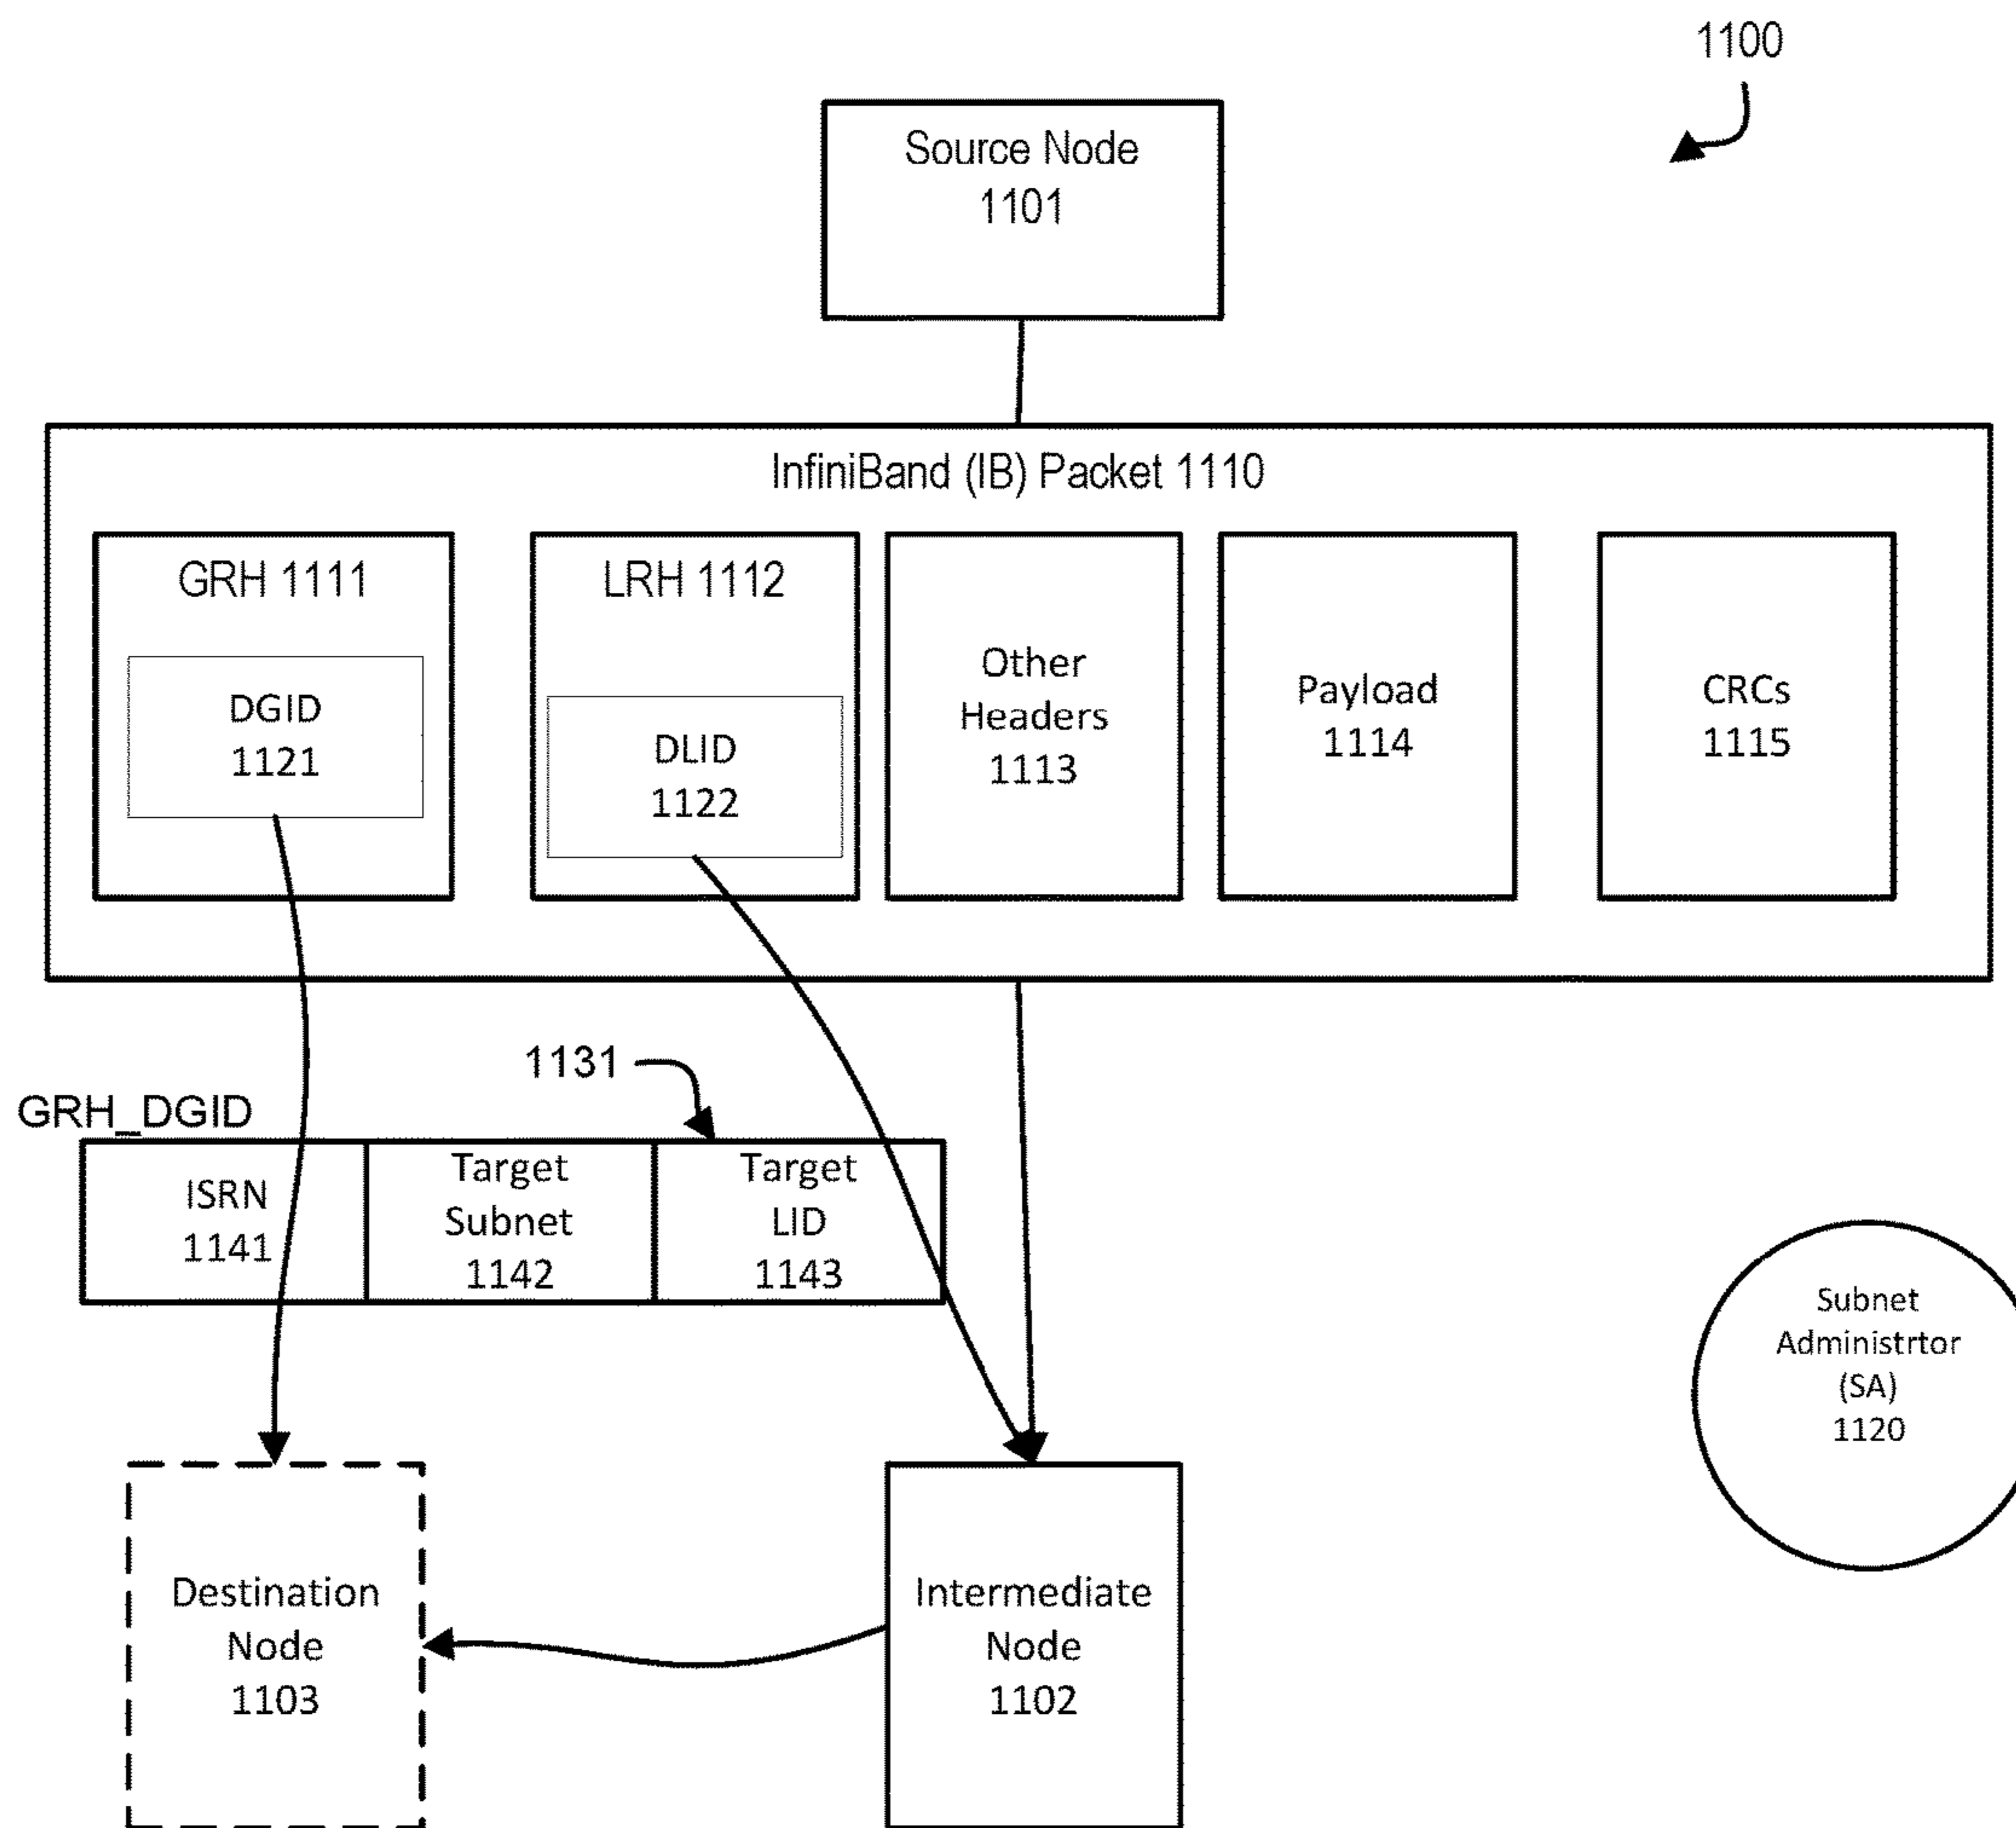 1100
Source Node
1101
InfiniBand (IB) Packet 1110
GRH 1111
DGID
1121
LRH 1112
DLID
1122
Other
Headers
1113
Payload
1114
CRCs
1115
1131
GRH_DGID
ISRN
1141
Target
Subnet
1142
Target
LID
1143
Subnet
Administrtor
(SA)
1120
Destination
Node
1103
Intermediate
Node
1102